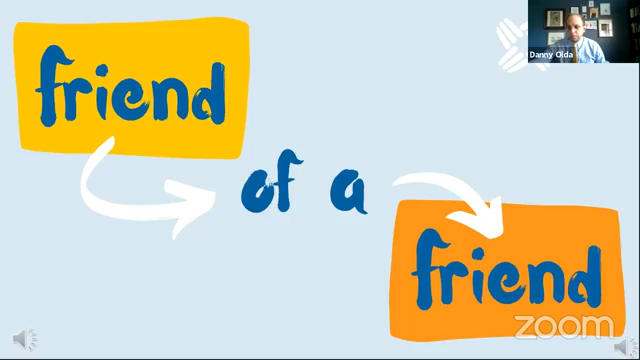 friend
of a
friend
Danny Olda
zoom